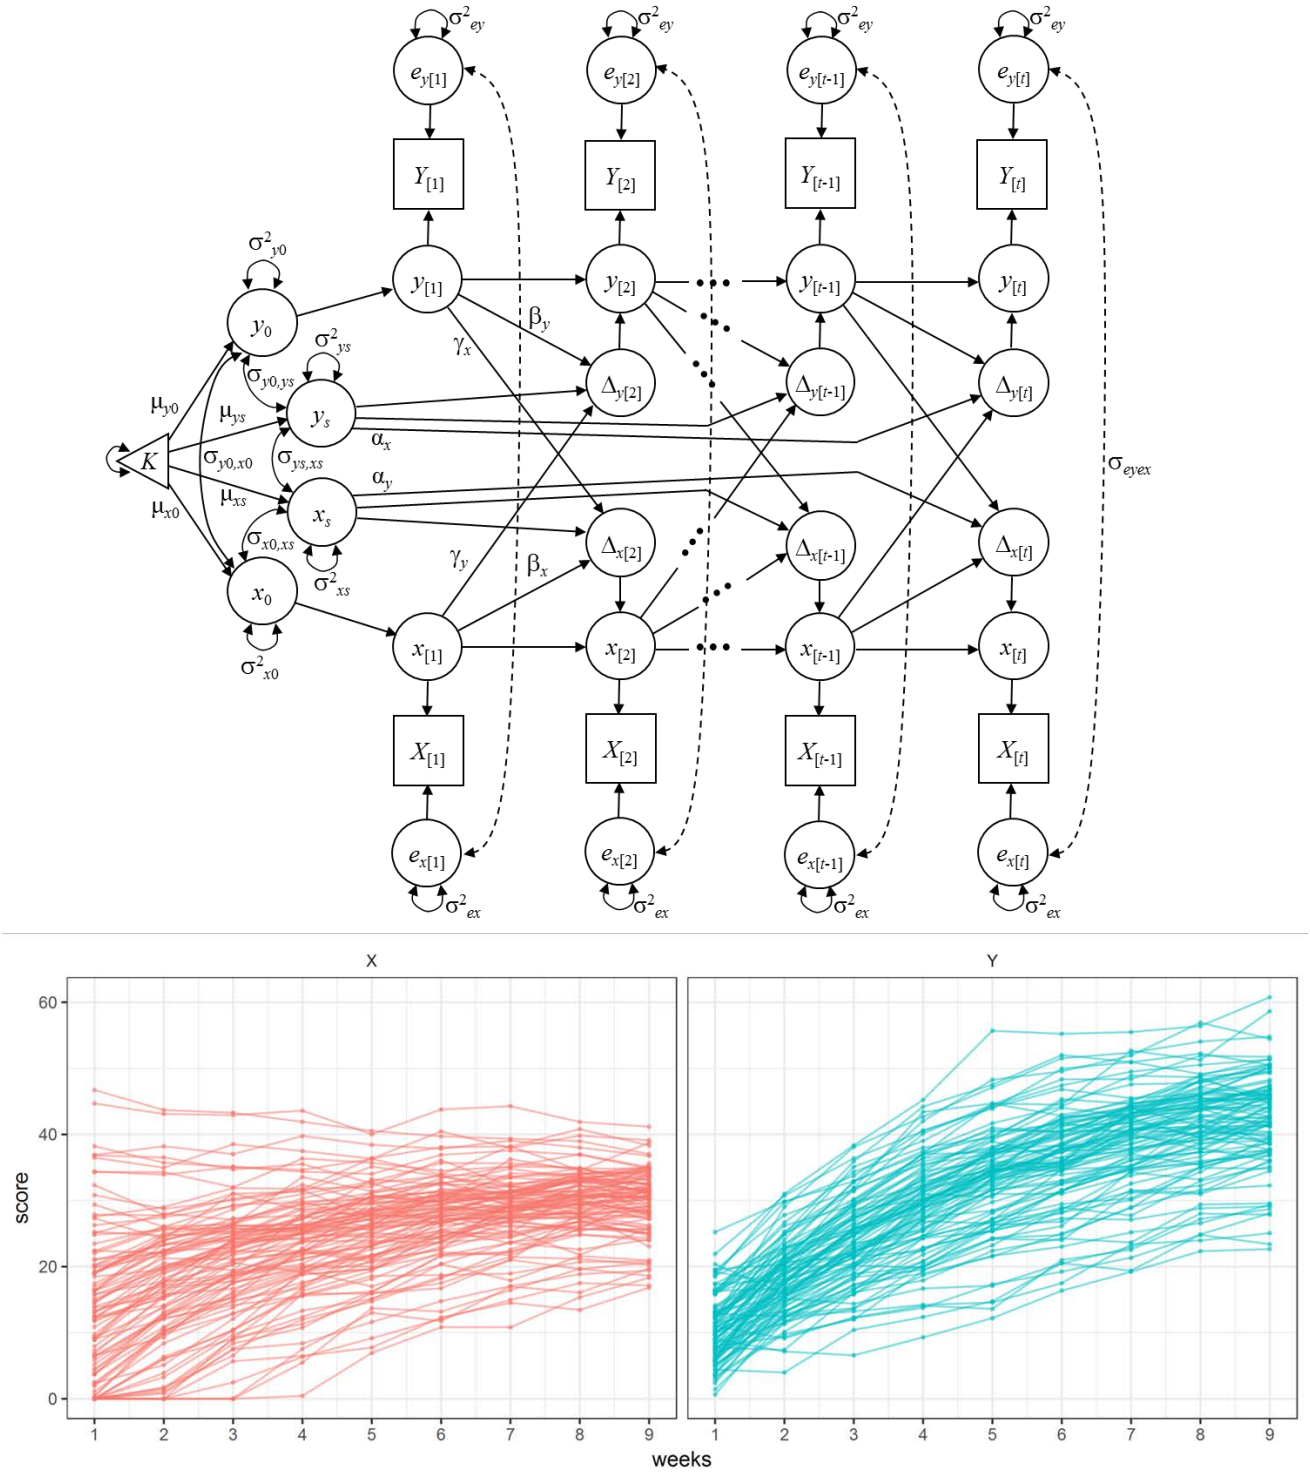 σ²ey σ²ey σ²ey σ²ey
ey[1] ey[2] ey[t-1] ey[t]
Y[1] Y[2] Y[t-1] Y[t]
σ²y0
y[1] y[2] y[t-1] y[t]
y0
βy
σ²ys
γx
σy0,ys
Δy[2] Δy[t-1] Δy[t]
μy0
μys
ys
αx
K
σy0,x0
σys,xs
σeyex
αy
μxs
μx0
xs
σx0,xs
Δx[2] Δx[t-1] Δx[t]
γy
βx
σ²xs
x0
x[1] x[2] x[t-1] x[t]
σ²x0
X[1] X[2] X[t-1] X[t]
ex[1] ex[2] ex[t-1] ex[t]
σ²ex σ²ex σ²ex σ²ex
X Y
60
40
score
20
0
1 2 3 4 5 6 7 8 9 1 2 3 4 5 6 7 8 9
weeks